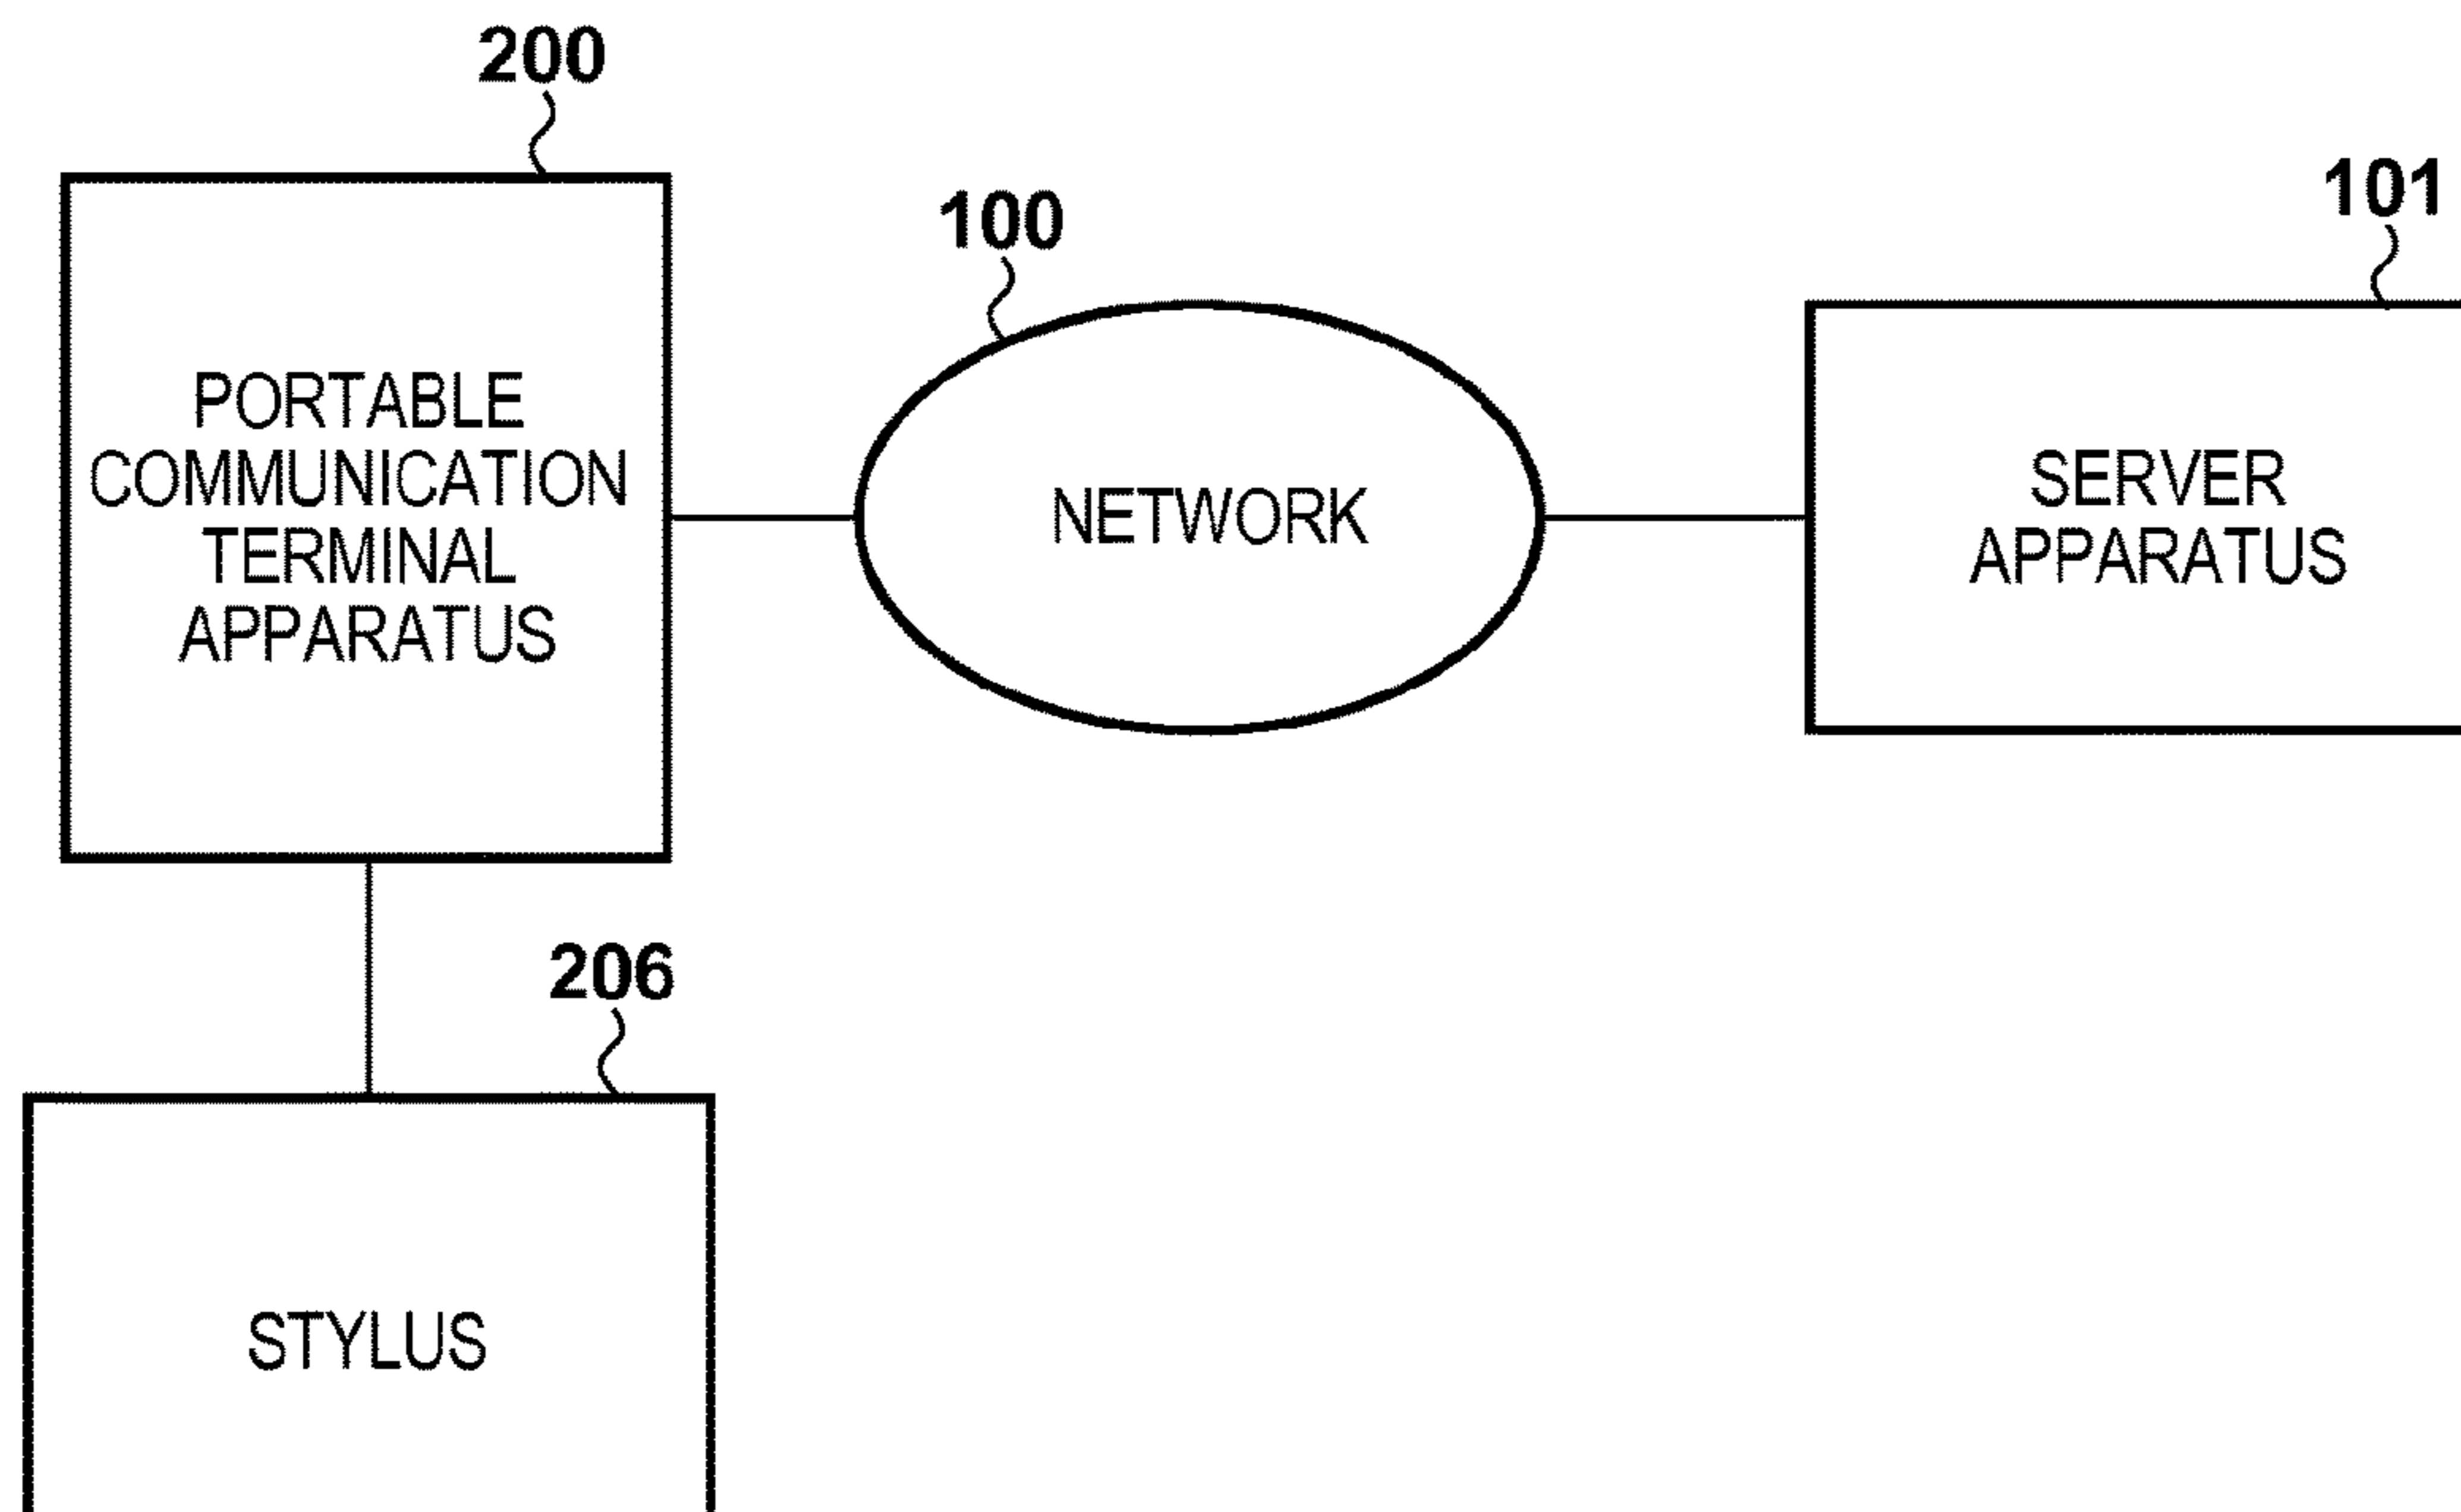 200
PORTABLE
COMMUNICATION
TERMINAL
APPARATUS
100
NETWORK
101
SERVER
APPARATUS
206
STYLUS